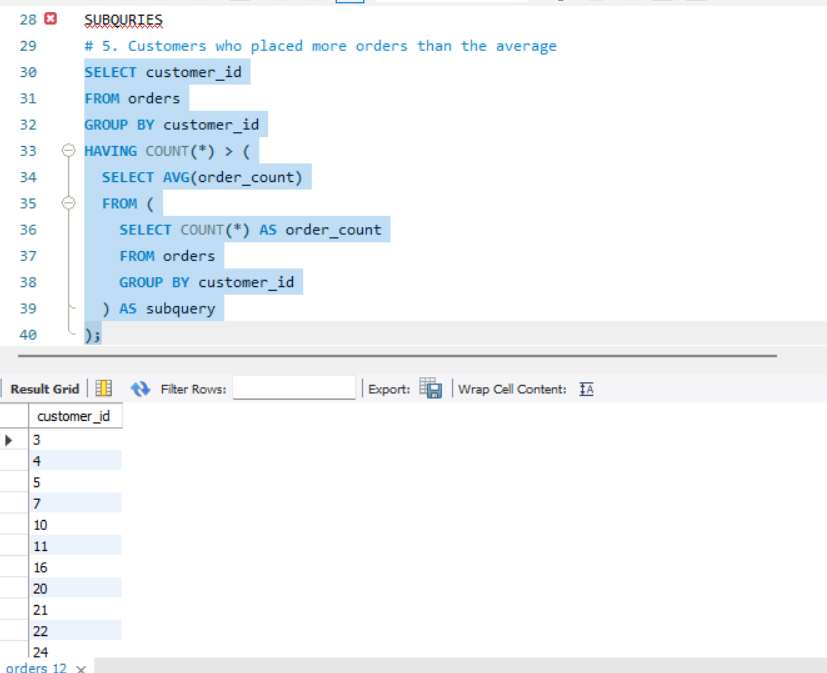 28 SUBQURIES
29 # 5. Customers who placed more orders than the average
30 SELECT customer_id
31 FROM orders
32 GROUP BY customer_id
33 HAVING COUNT(*) > (
34 SELECT AVG(order_count)
35 FROM (
36 SELECT COUNT(*) AS order_count
37 FROM orders
38 GROUP BY customer_id
39 ) AS subquery
40 );
Result Grid Filter Rows: Export: Wrap Cell Content: IA
customer_id
3
4
5
7
10
11
16
20
21
22
24
orders 12